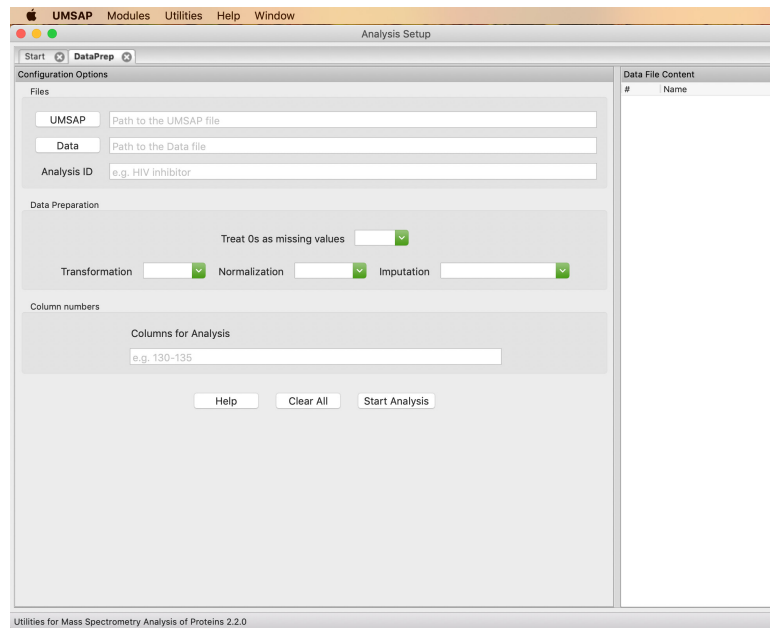 UMSAP Modules Utilities Help Window
Analysis Setup
Start DataPrep
Configuration Options
Data File Content
Files
# Name
UMSAP Path to the UMSAP file
Data Path to the Data file
Analysis ID e.g. HIV inhibitor
Data Preparation
Treat 0s as missing values
Transformation Normalization Imputation
Column numbers
Columns for Analysis
e.g. 130-135
Help Clear All Start Analysis
Utilities for Mass Spectrometry Analysis of Proteins 2.2.0